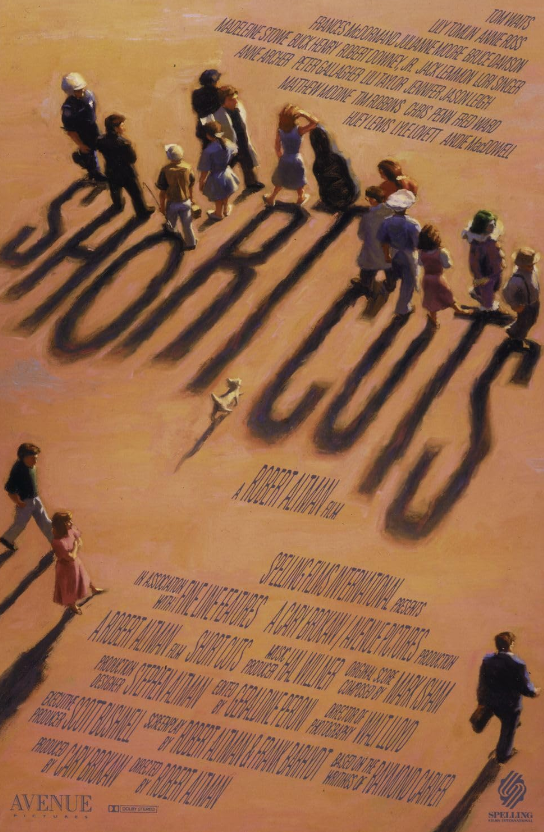 TOM WAITS
LILY TOMLIN ANNIE ROSS
FRANCES McDORMAND JULIANNE MOORE BRUCE DAVISON
MADELEINE STOWE BUCK HENRY ROBERT DOWNEY, JR. JACK LEMMON LORI SINGER
ANNE ARCHER PETER GALLAGHER LILI TAYLOR JENNIFER JASON LEIGH
MATTHEW MODINE TIM ROBBINS CHRIS PENN FRED WARD
HUEY LEWIS LYLE LOVETT ANDIE MacDOWELL
SHORT CUTS
A ROBERT ALTMAN FILM
SPELLING FILMS INTERNATIONAL PRESENTS
IN ASSOCIATION WITH FINE LINE FEATURES A CARY BROKAW / AVENUE PICTURES PRODUCTION
A ROBERT ALTMAN FILM SHORT CUTS MUSIC PRODUCER HAL WILLNER ORIGINAL SCORE COMPOSED BY MARK ISHAM
PRODUCTION DESIGNER STEPHEN ALTMAN EDITED BY GERALDINE PERONI DIRECTOR OF PHOTOGRAPHY WALT LLOYD
EXECUTIVE PRODUCER SCOTT BUSHNELL SCREENPLAY BY ROBERT ALTMAN & FRANK BARHYDT BASED ON THE WRITINGS OF RAYMOND CARVER
PRODUCED BY CARY BROKAW DIRECTED BY ROBERT ALTMAN
AVENUE
PICTURES
DOLBY STEREO
SPELLING
FILMS INTERNATIONAL